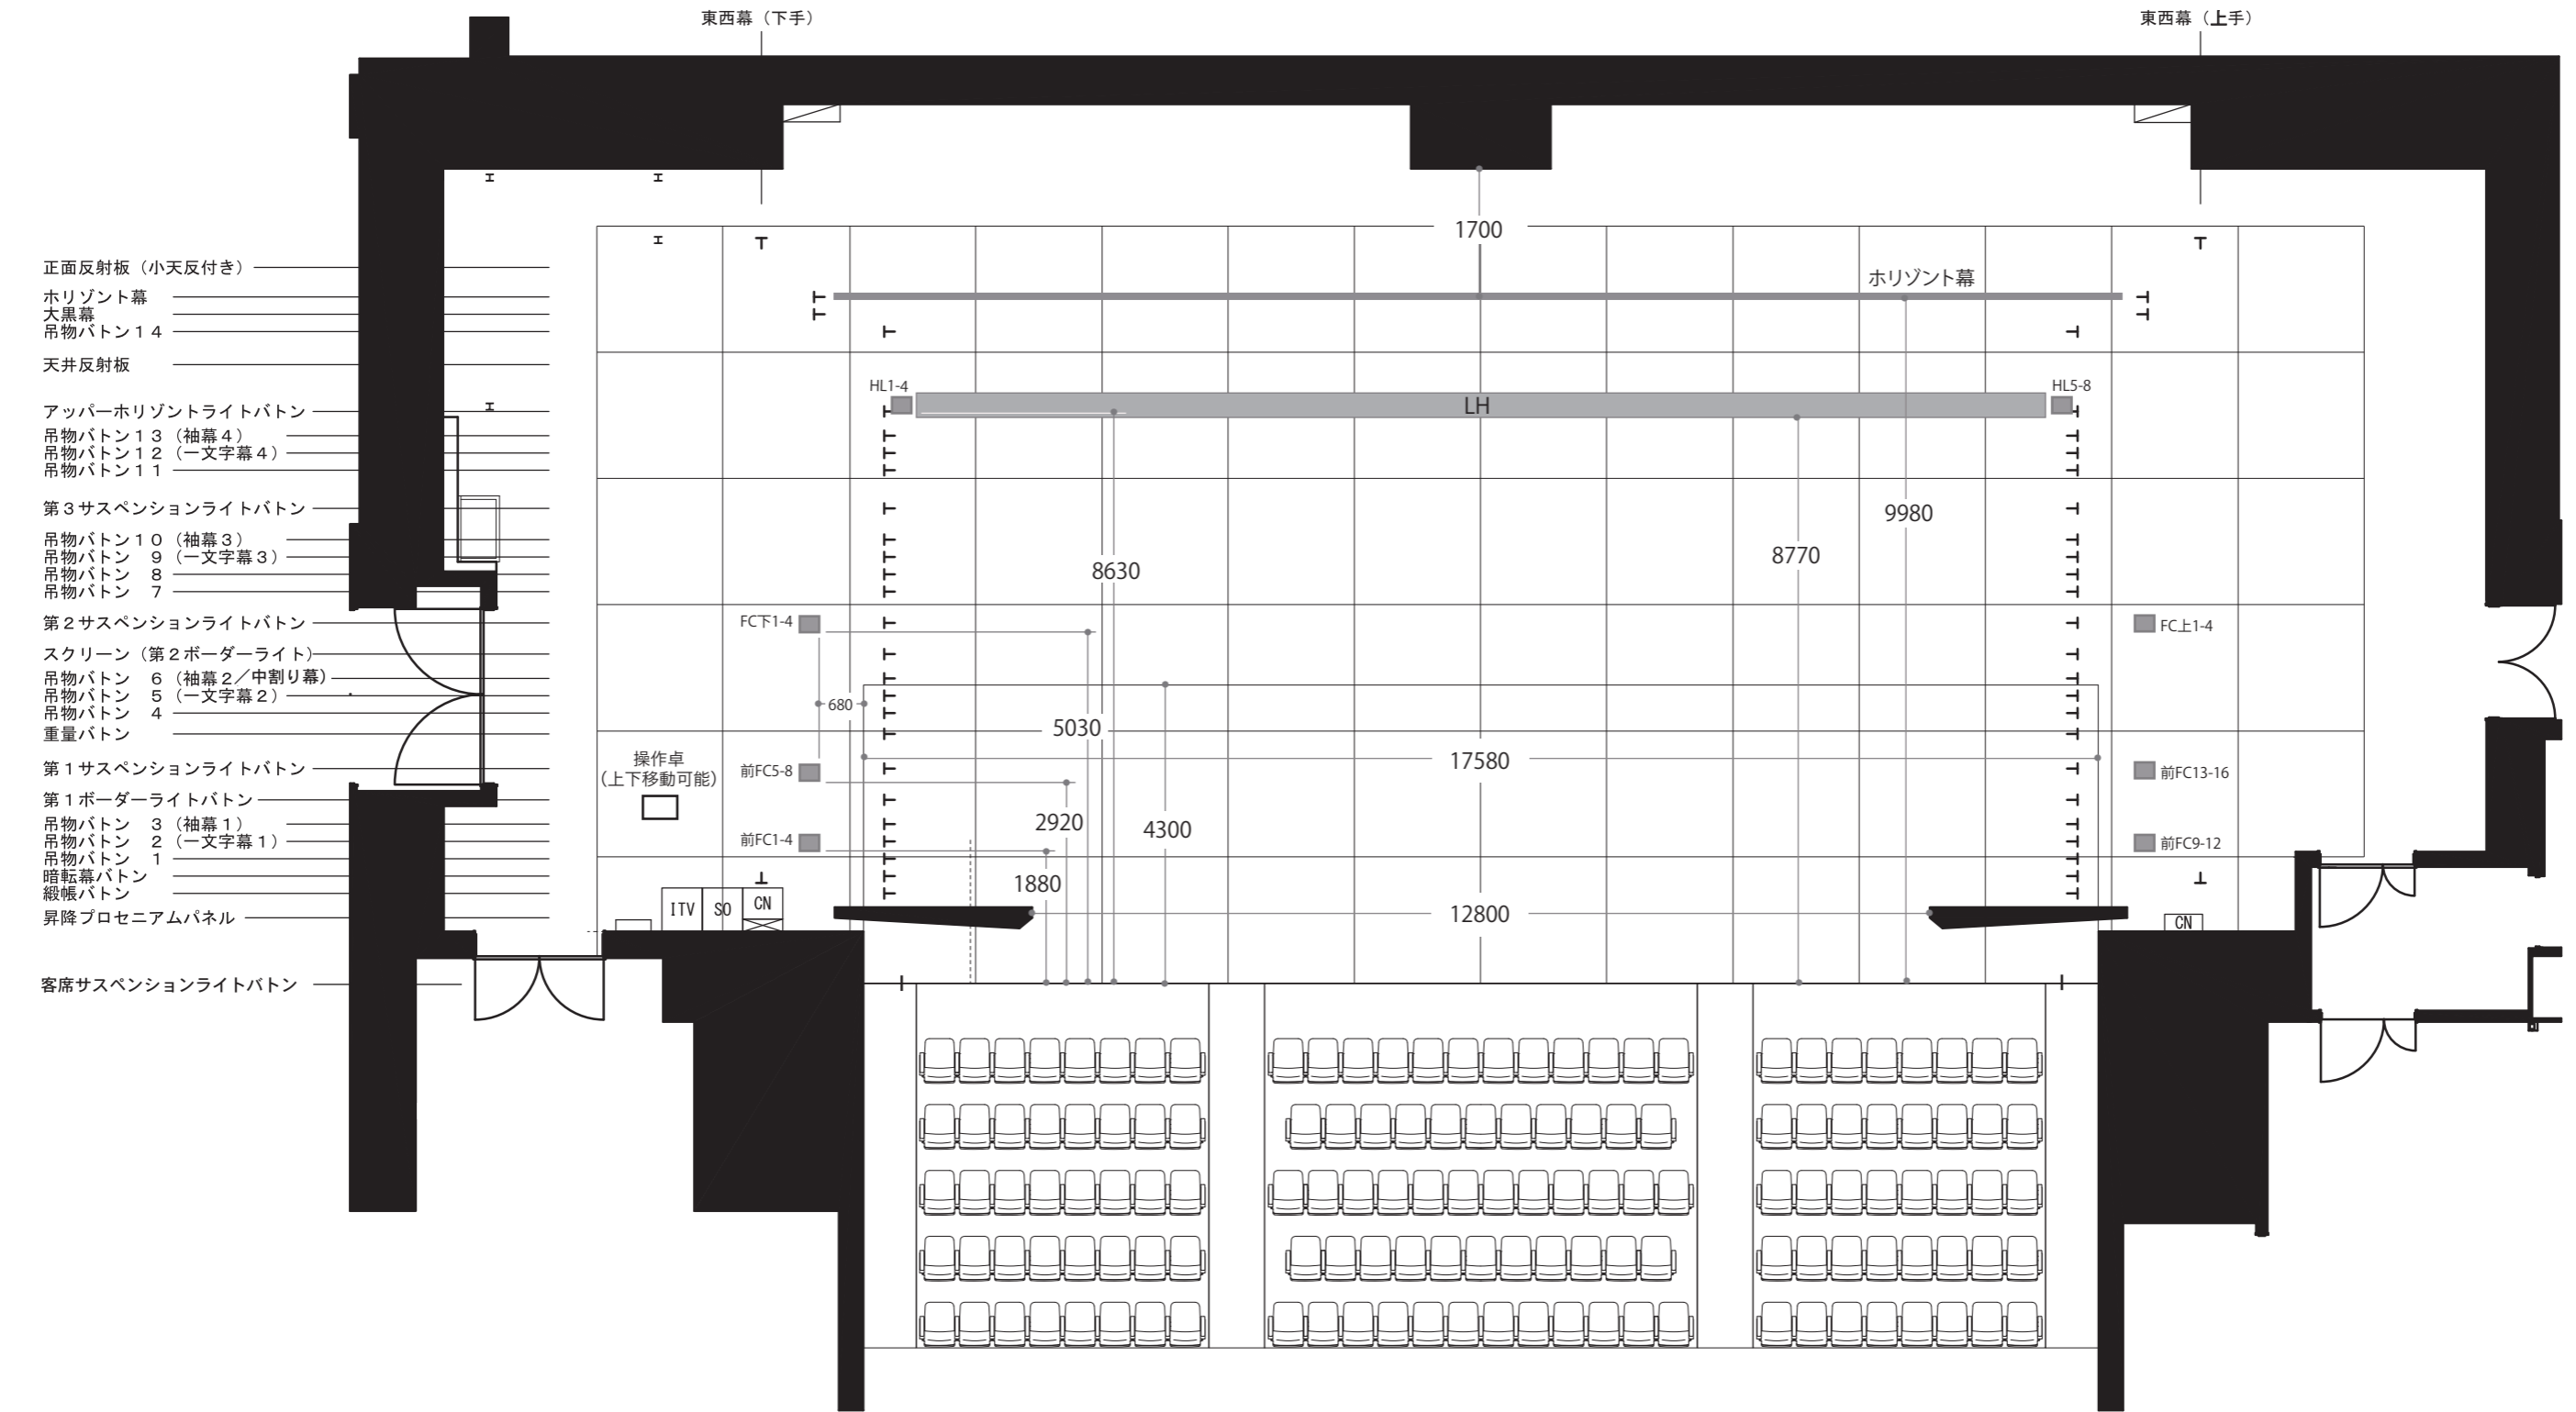 東西幕（下手）
東西幕（上手）
正面反射板（小天反付き）
ホリゾント幕
大黒幕
吊物バトン１４
天井反射板
アッパーホリゾントライトバトン
吊物バトン１３（袖幕４）
吊物バトン１２（一文字幕４）
吊物バトン１１
第３サスペンションライトバトン
吊物バトン１０（袖幕３）
吊物バトン　９（一文字幕３）
吊物バトン　８
吊物バトン　７
第２サスペンションライトバトン
スクリーン（第２ボーダーライト）
吊物バトン　６（袖幕２／中割り幕）
吊物バトン　５（一文字幕２）
吊物バトン　４
重量バトン
第１サスペンションライトバトン
第１ボーダーライトバトン
吊物バトン　３（袖幕１）
吊物バトン　２（一文字幕１）
吊物バトン　１
暗転幕バトン
緞帳バトン
昇降プロセニアムパネル
客席サスペンションライトバトン
1700
ホリゾント幕
HL1-4
LH
HL5-8
9980
8770
8630
FC下1-4
FC上1-4
680
5030
17580
操作卓
（上下移動可能）
前FC5-8
前FC13-16
2920
4300
前FC1-4
前FC9-12
1880
12800
ITV
SO
CN
CN